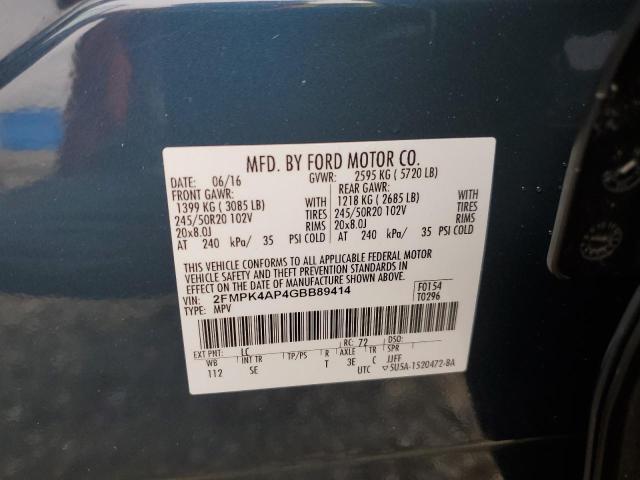 MFD. BY FORD MOTOR CO.
DATE: 06/16 GVWR: 2595 KG ( 5720 LB)
FRONT GAWR: REAR GAWR:
1399 KG ( 3085 LB) WITH 1218 KG ( 2685 LB) WITH
245/50R20 102V TIRES 245/50R20 102V TIRES
20x8.0J RIMS 20x8.0J RIMS
AT 240 kPa/ 35 PSI COLD AT 240 kPa/ 35 PSI COLD
THIS VEHICLE CONFORMS TO ALL APPLICABLE FEDERAL MOTOR
VEHICLE SAFETY AND THEFT PREVENTION STANDARDS IN
EFFECT ON THE DATE OF MANUFACTURE SHOWN ABOVE.
VIN: 2FMPK4AP4GBB89414 F0154
TYPE: MPV T0296
EXT PNT: LC RC: 72
WB INT TR TP/PS R AXLE TR SPR
112 SE T 3E C JJFF
UTC 5U5A-1520472-BA